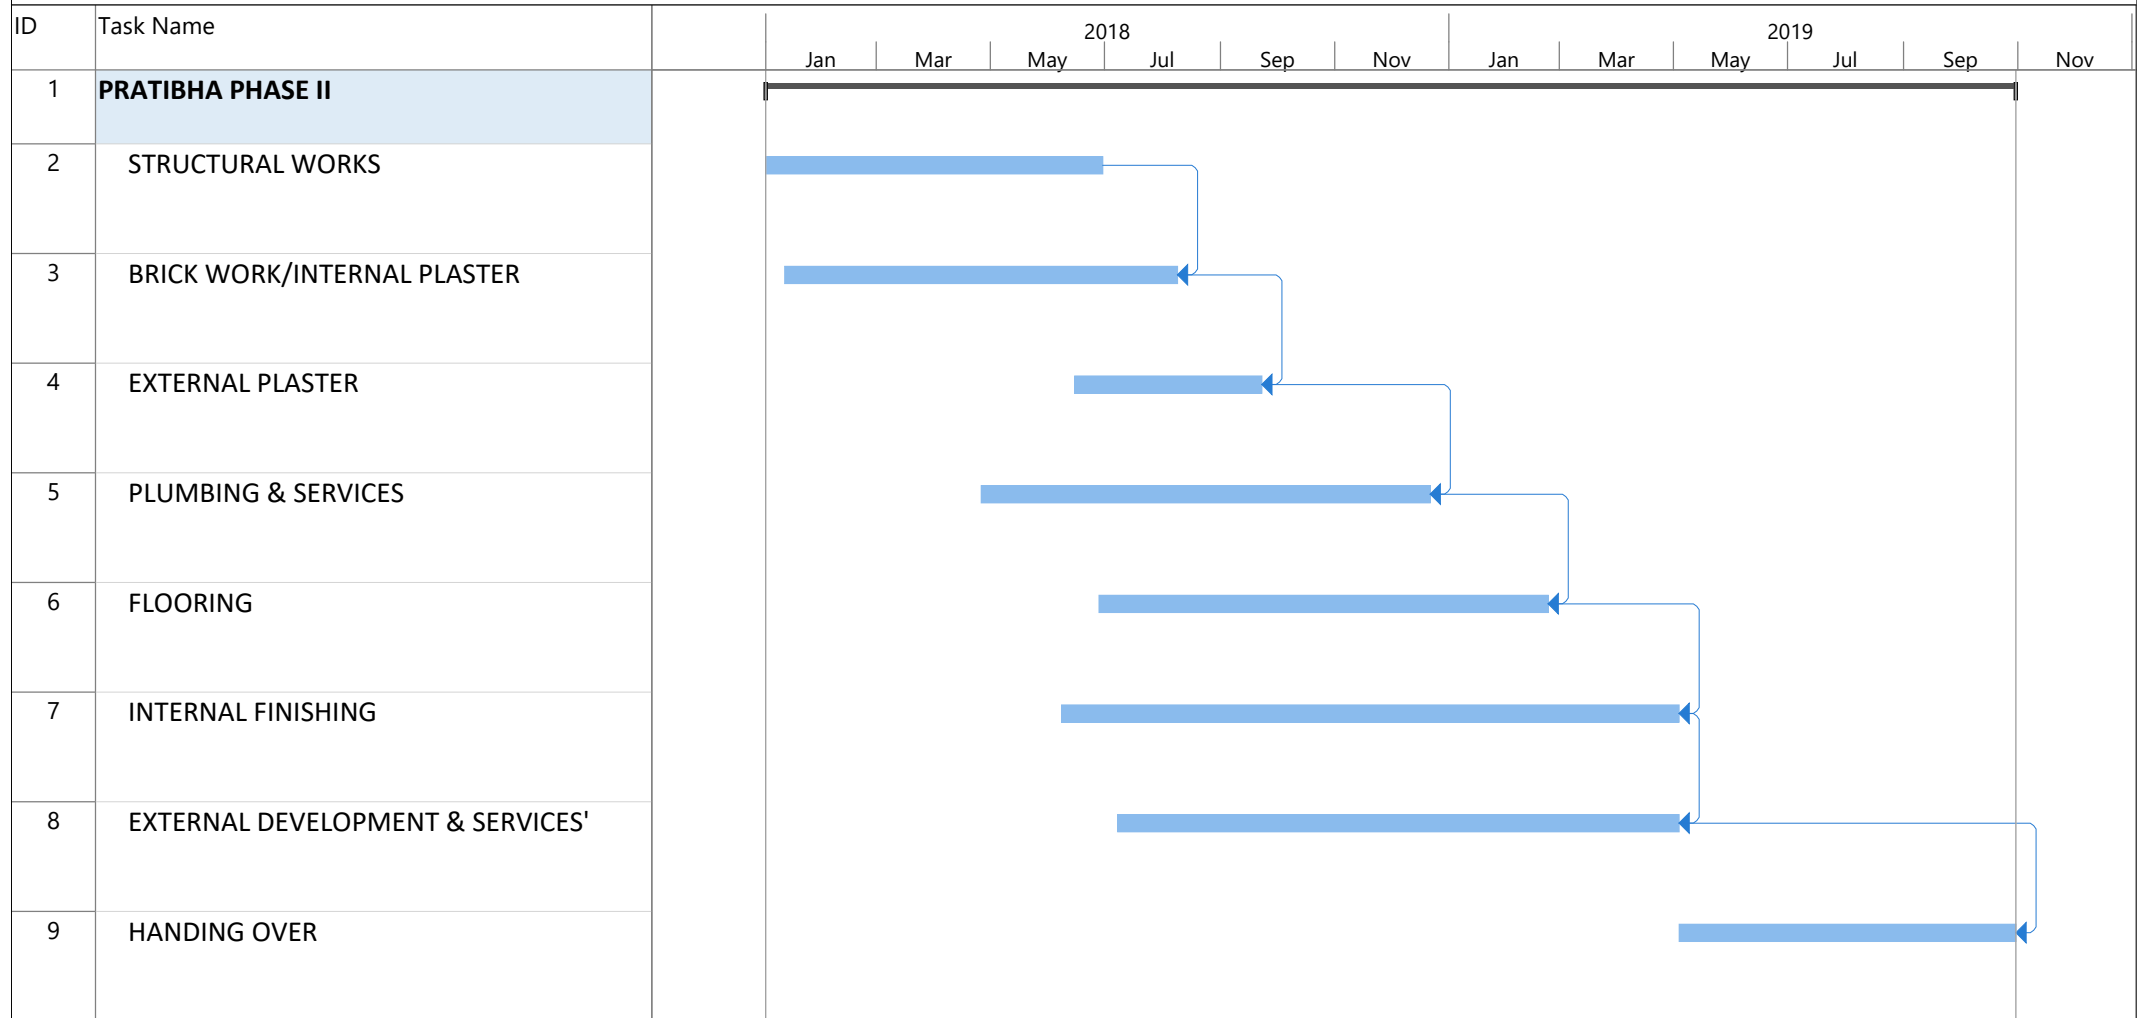 ID Task Name 2018 2019
Jan Mar May Jul Sep Nov Jan Mar May Jul Sep Nov
1 PRATIBHA PHASE II
2 STRUCTURAL WORKS
3 BRICK WORK/INTERNAL PLASTER
4 EXTERNAL PLASTER
5 PLUMBING & SERVICES
6 FLOORING
7 INTERNAL FINISHING
8 EXTERNAL DEVELOPMENT & SERVICES'
9 HANDING OVER